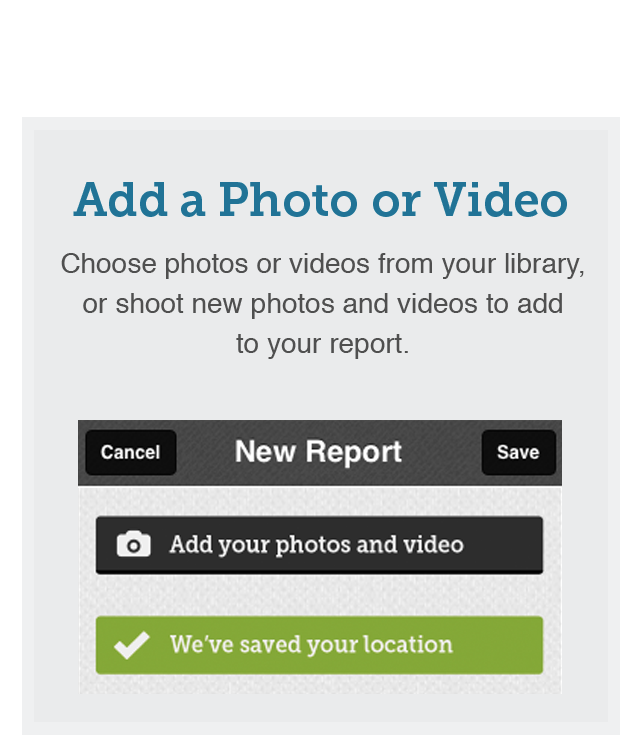 Add a Photo or Video
Choose photos or videos from your library,
or shoot new photos and videos to add
to your report.
Cancel New Report Save
Add your photos and video
We've saved your location